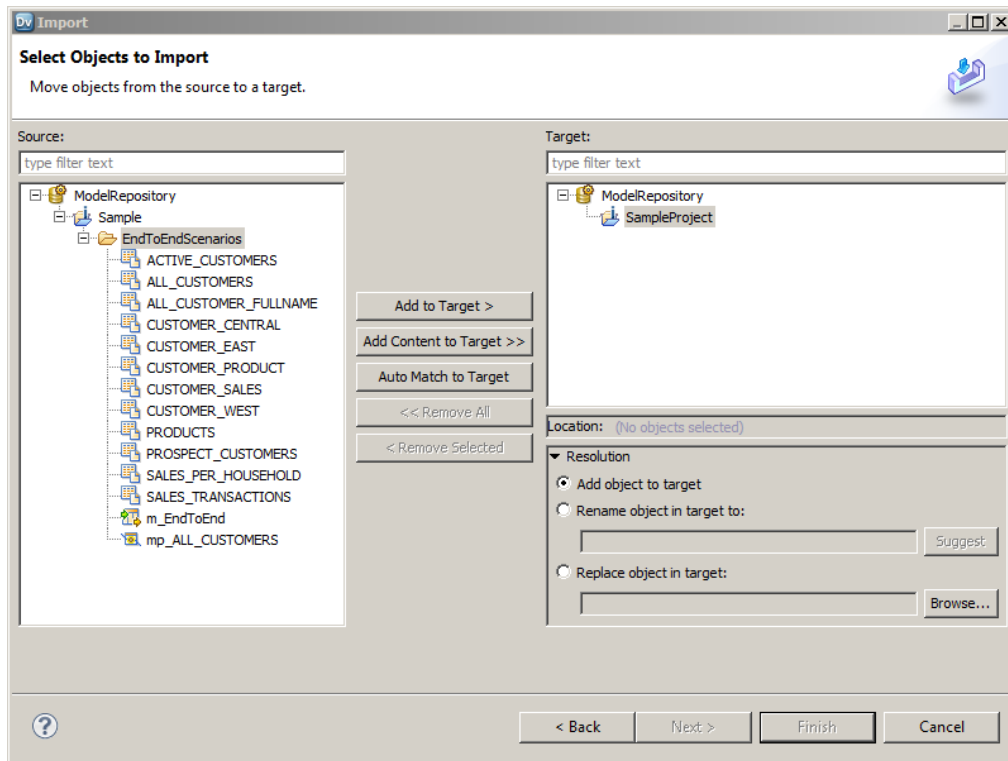 Dv Import
Select Objects to Import
Move objects from the source to a target.
Source:
type filter text
ModelRepository
Sample
EndToEndScenarios
ACTIVE_CUSTOMERS
ALL_CUSTOMERS
ALL_CUSTOMER_FULLNAME
CUSTOMER_CENTRAL
CUSTOMER_EAST
CUSTOMER_PRODUCT
CUSTOMER_SALES
CUSTOMER_WEST
PRODUCTS
PROSPECT_CUSTOMERS
SALES_PER_HOUSEHOLD
SALES_TRANSACTIONS
m_EndToEnd
mp_ALL_CUSTOMERS
Add to Target >
Add Content to Target >>
Auto Match to Target
<< Remove All
< Remove Selected
Target:
type filter text
ModelRepository
SampleProject
Location: (No objects selected)
Resolution
Add object to target
Rename object in target to:
Suggest
Replace object in target:
Browse...
?
< Back
Next >
Finish
Cancel